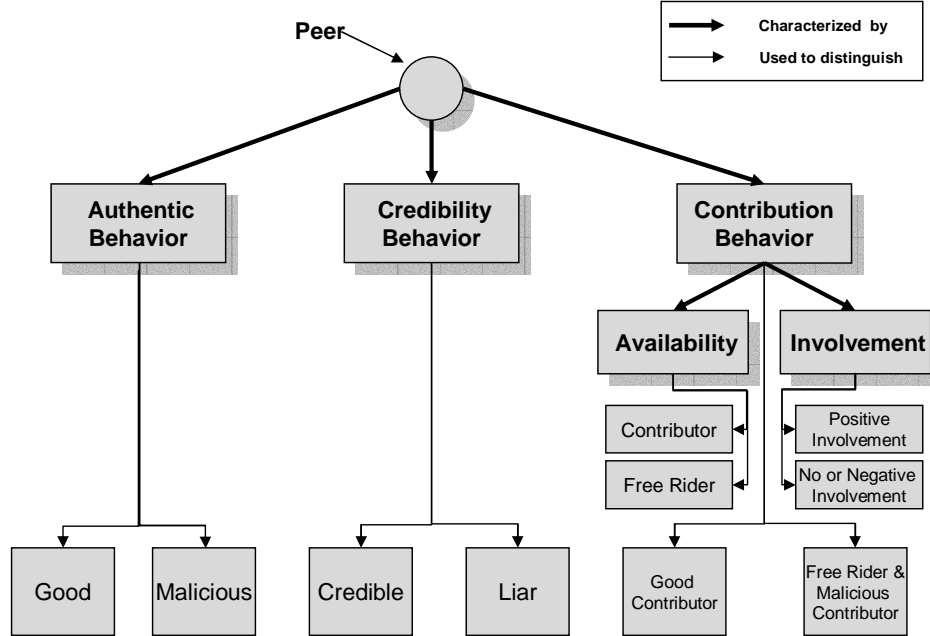 Peer
Characterized by
Used to distinguish
Authentic
Behavior
Credibility
Behavior
Contribution
Behavior
Availability
Involvement
Contributor
Free Rider
Positive
Involvement
No or Negative
Involvement
Good
Malicious
Credible
Liar
Good
Contributor
Free Rider &
Malicious
Contributor